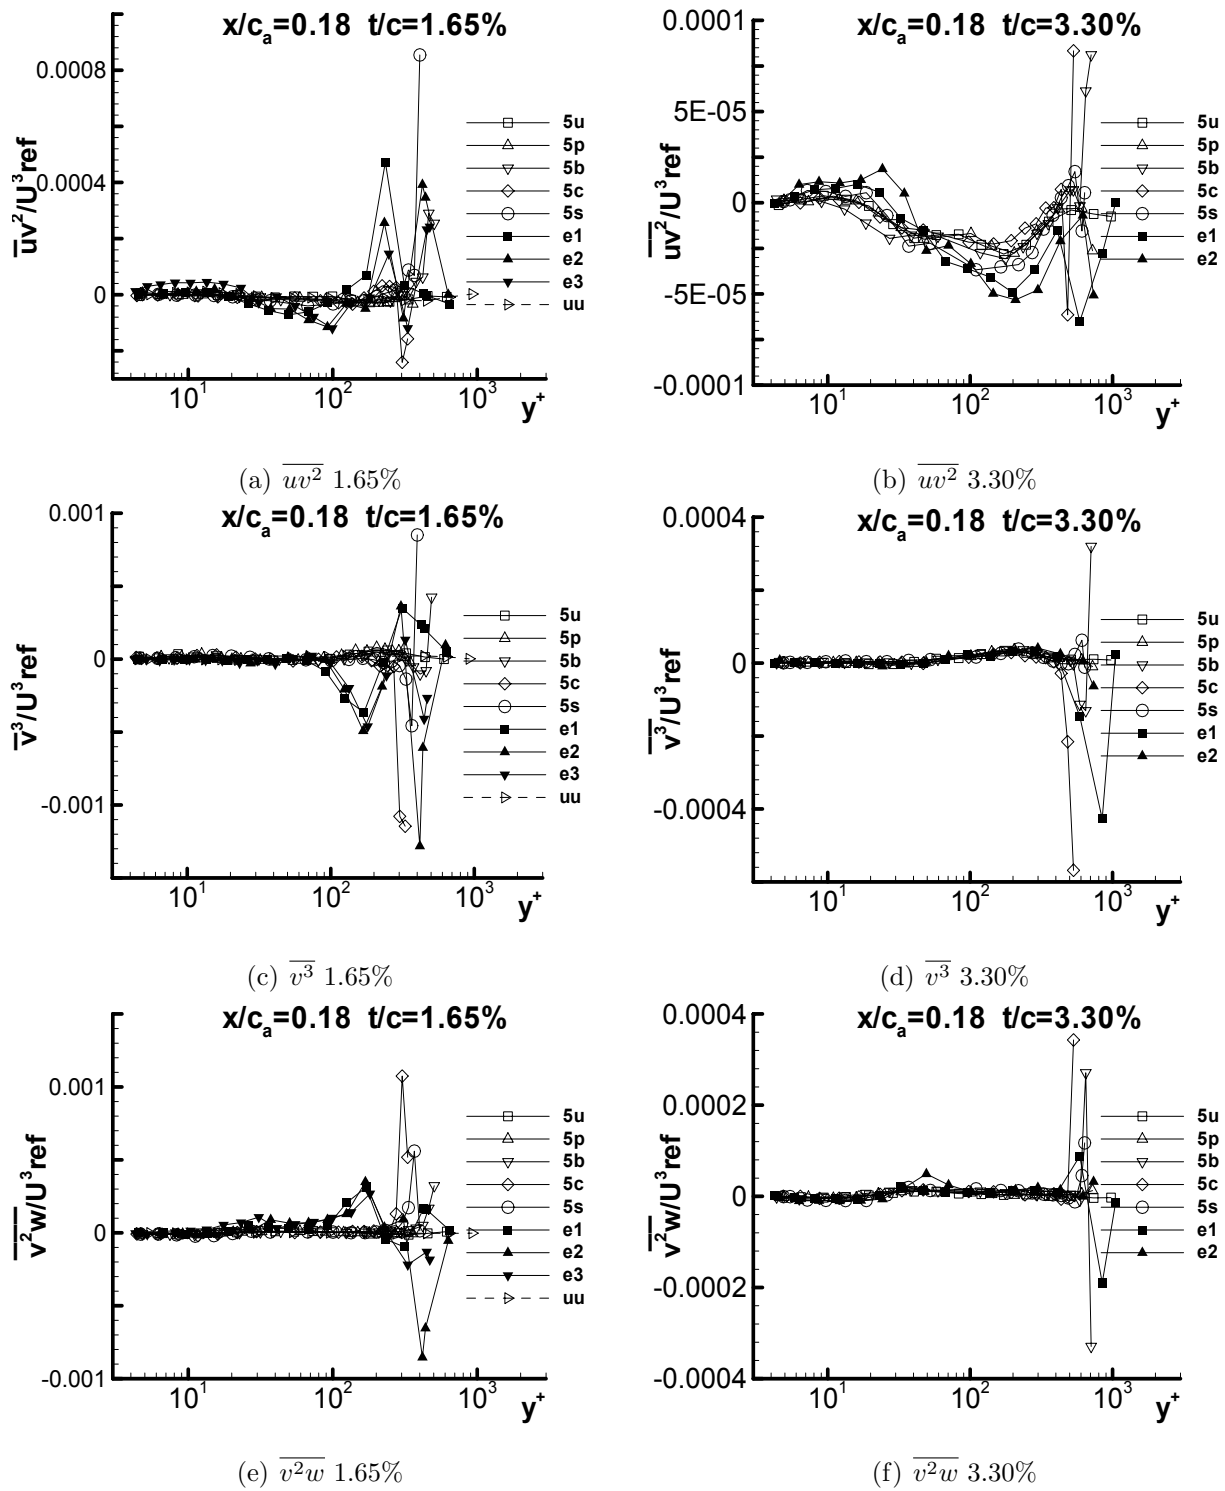 x/cₐ=0.18 t/c=1.65%
0.0008
0.0004
0
uv²/U³ref
5u
5p
5b
5c
5s
e1
e2
e3
uu
10¹ 10² 10³ y⁺
(a) uv² 1.65%
x/cₐ=0.18 t/c=3.30%
0.0001
5E-05
0
-5E-05
-0.0001
uv²/U³ref
5u
5p
5b
5c
5s
e1
e2
10¹ 10² 10³ y⁺
(b) uv² 3.30%
x/cₐ=0.18 t/c=1.65%
0.001
0
-0.001
v³/U³ref
5u
5p
5b
5c
5s
e1
e2
e3
uu
10¹ 10² 10³ y⁺
(c) v³ 1.65%
x/cₐ=0.18 t/c=3.30%
0.0004
0
-0.0004
v³/U³ref
5u
5p
5b
5c
5s
e1
e2
10¹ 10² 10³ y⁺
(d) v³ 3.30%
x/cₐ=0.18 t/c=1.65%
0.001
0
-0.001
v²w/U³ref
5u
5p
5b
5c
5s
e1
e2
e3
uu
10¹ 10² 10³ y⁺
(e) v²w 1.65%
x/cₐ=0.18 t/c=3.30%
0.0004
0.0002
0
-0.0002
-0.0004
v²w/U³ref
5u
5p
5b
5c
5s
e1
e2
10¹ 10² 10³ y⁺
(f) v²w 3.30%